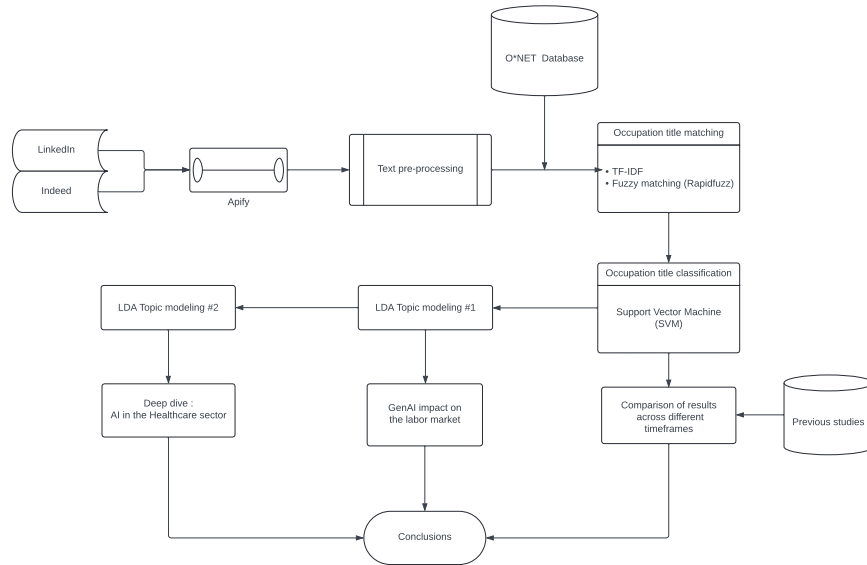 O*NET Database
Occupation title matching
LinkedIn
Text pre-processing
• TF-IDF
• Fuzzy matching (Rapidfuzz)
Indeed
Apify
Occupation title classification
LDA Topic modeling #2
LDA Topic modeling #1
Support Vector Machine
(SVM)
Deep dive :
AI in the Healthcare sector
GenAI impact on
the labor market
Comparison of results
across different
timeframes
Previous studies
Conclusions